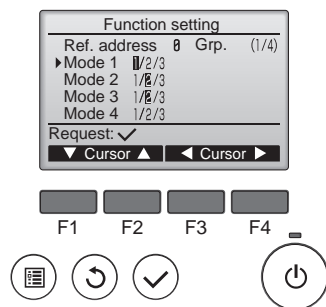 Function setting
Ref. address 0 Grp. (1/4)
Mode 1 1/2/3
Mode 2 1/2/3
Mode 3 1/2/3
Mode 4 1/2/3
Request: ✓
▼ Cursor ▲ ◀ Cursor ▶
F1 F2 F3 F4